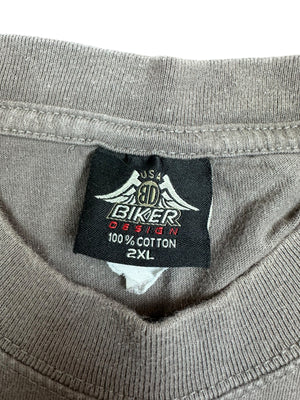 USA
BD
BIKER
DESIGN
100% COTTON
2XL